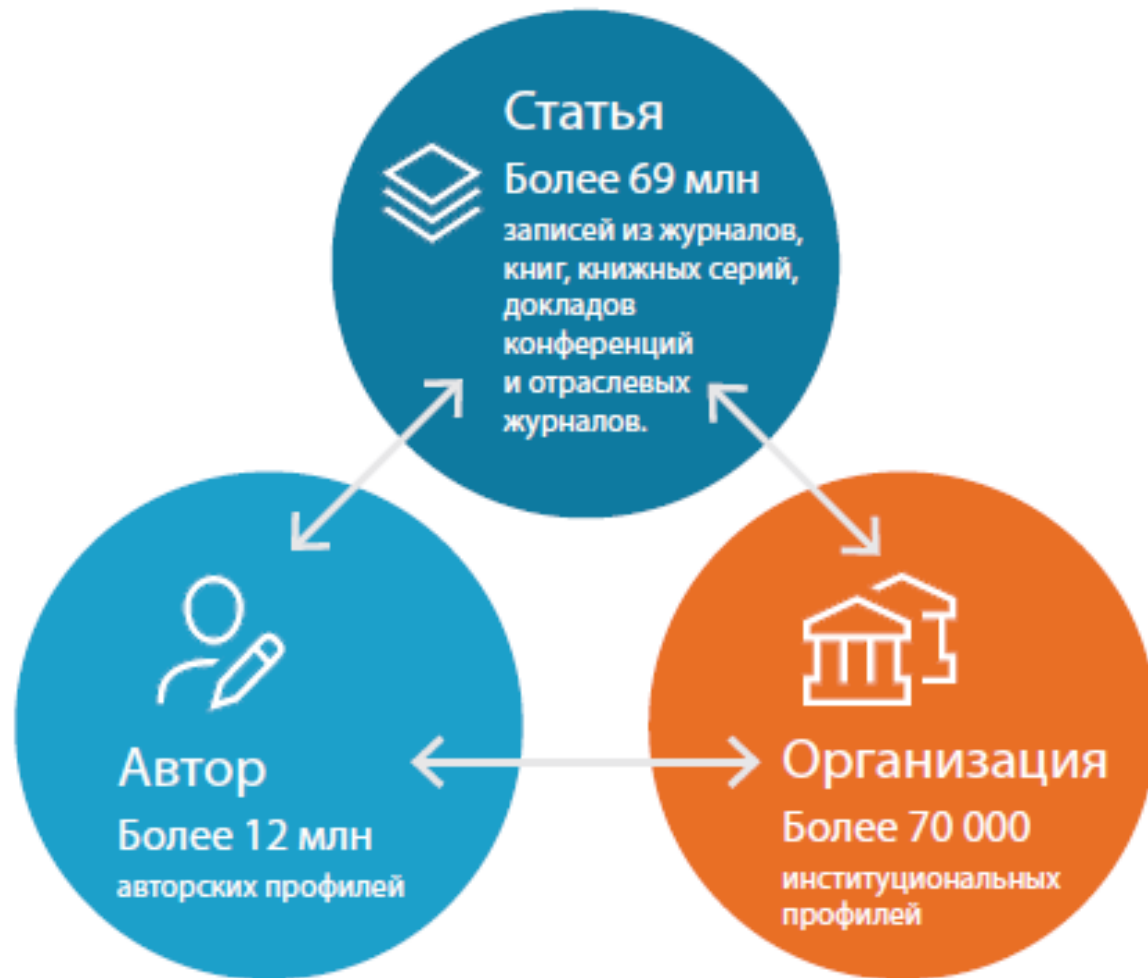 Статья
Более 69 млн
записей из журналов,
книг, книжных серий,
докладов
конференций
и отраслевых
журналов.
Автор
Более 12 млн
авторских профилей
Организация
Более 70 000
институциональных
профилей